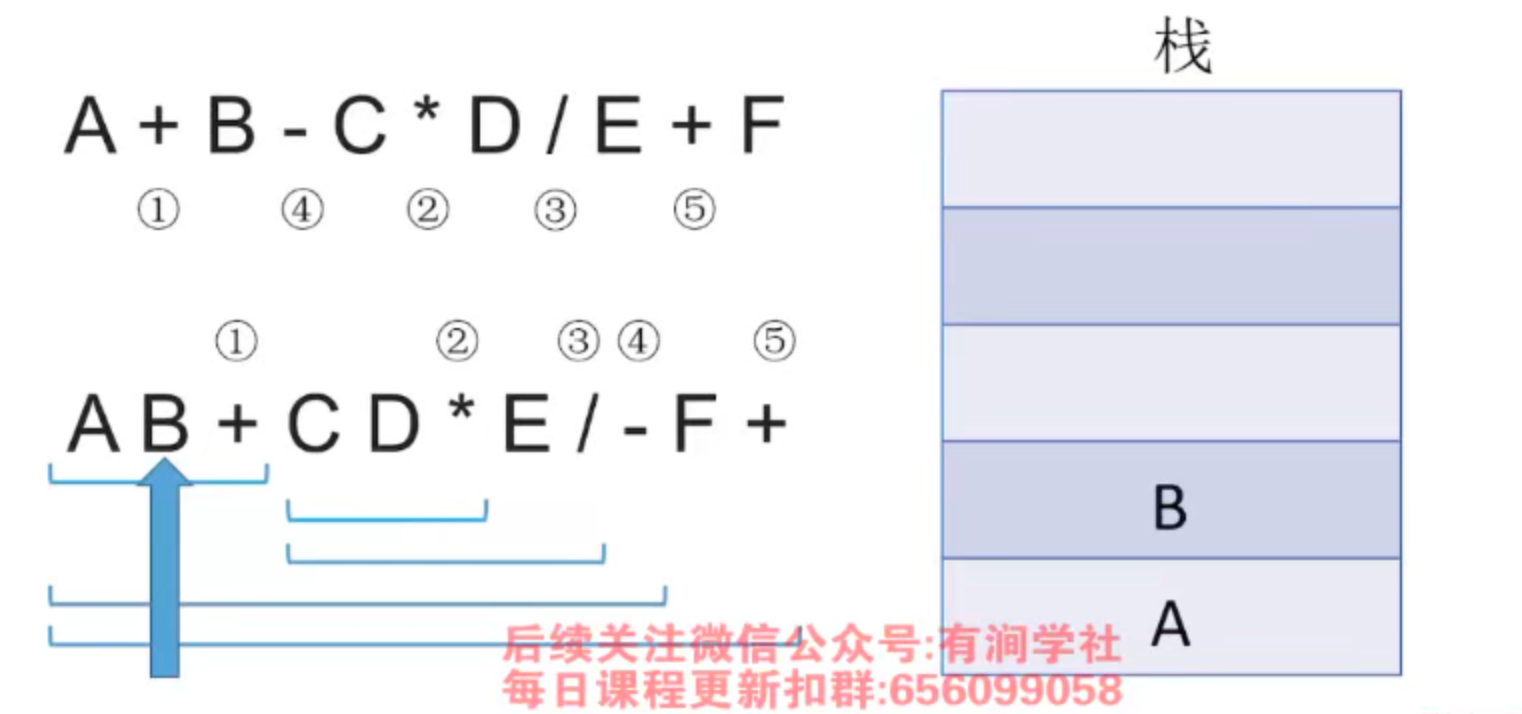 栈
A + B - C * D / E + F
① ④ ② ③ ⑤
① ② ③ ④ ⑤
A B + C D * E / - F +
B
A
后续关注微信公众号:有涧学社
每日课程更新扣群:656099058